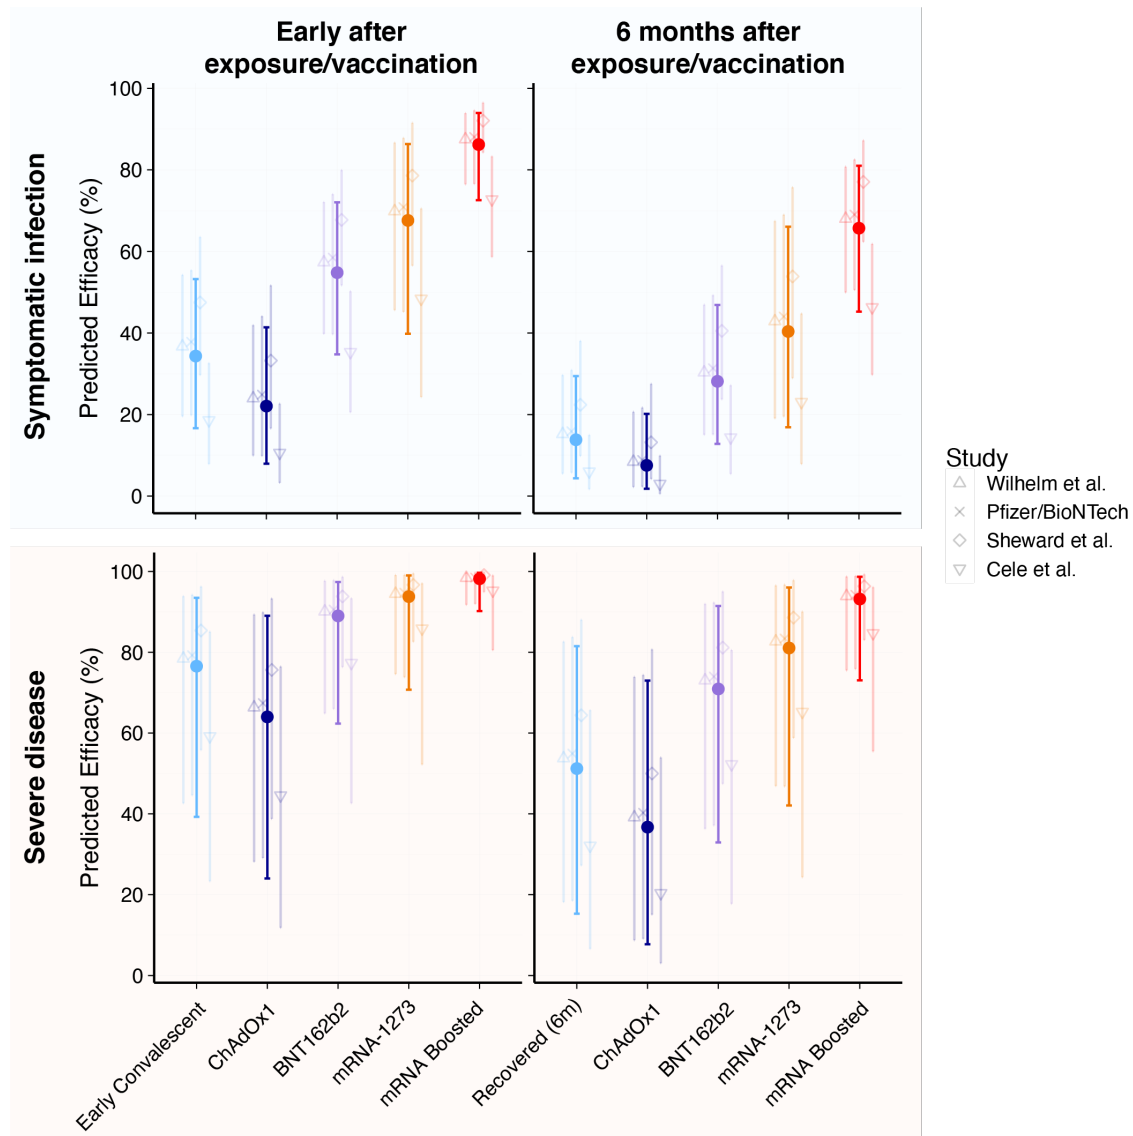 Early after
exposure/vaccination
6 months after
exposure/vaccination
Symptomatic infection
Predicted Efficacy (%)
100
80
60
40
20
0
Study
Wilhelm et al.
Pfizer/BioNTech
Sheward et al.
Cele et al.
Severe disease
Predicted Efficacy (%)
100
80
60
40
20
0
Early Convalescent
ChAdOx1
BNT162b2
mRNA-1273
mRNA Boosted
Recovered (6m)
ChAdOx1
BNT162b2
mRNA-1273
mRNA Boosted